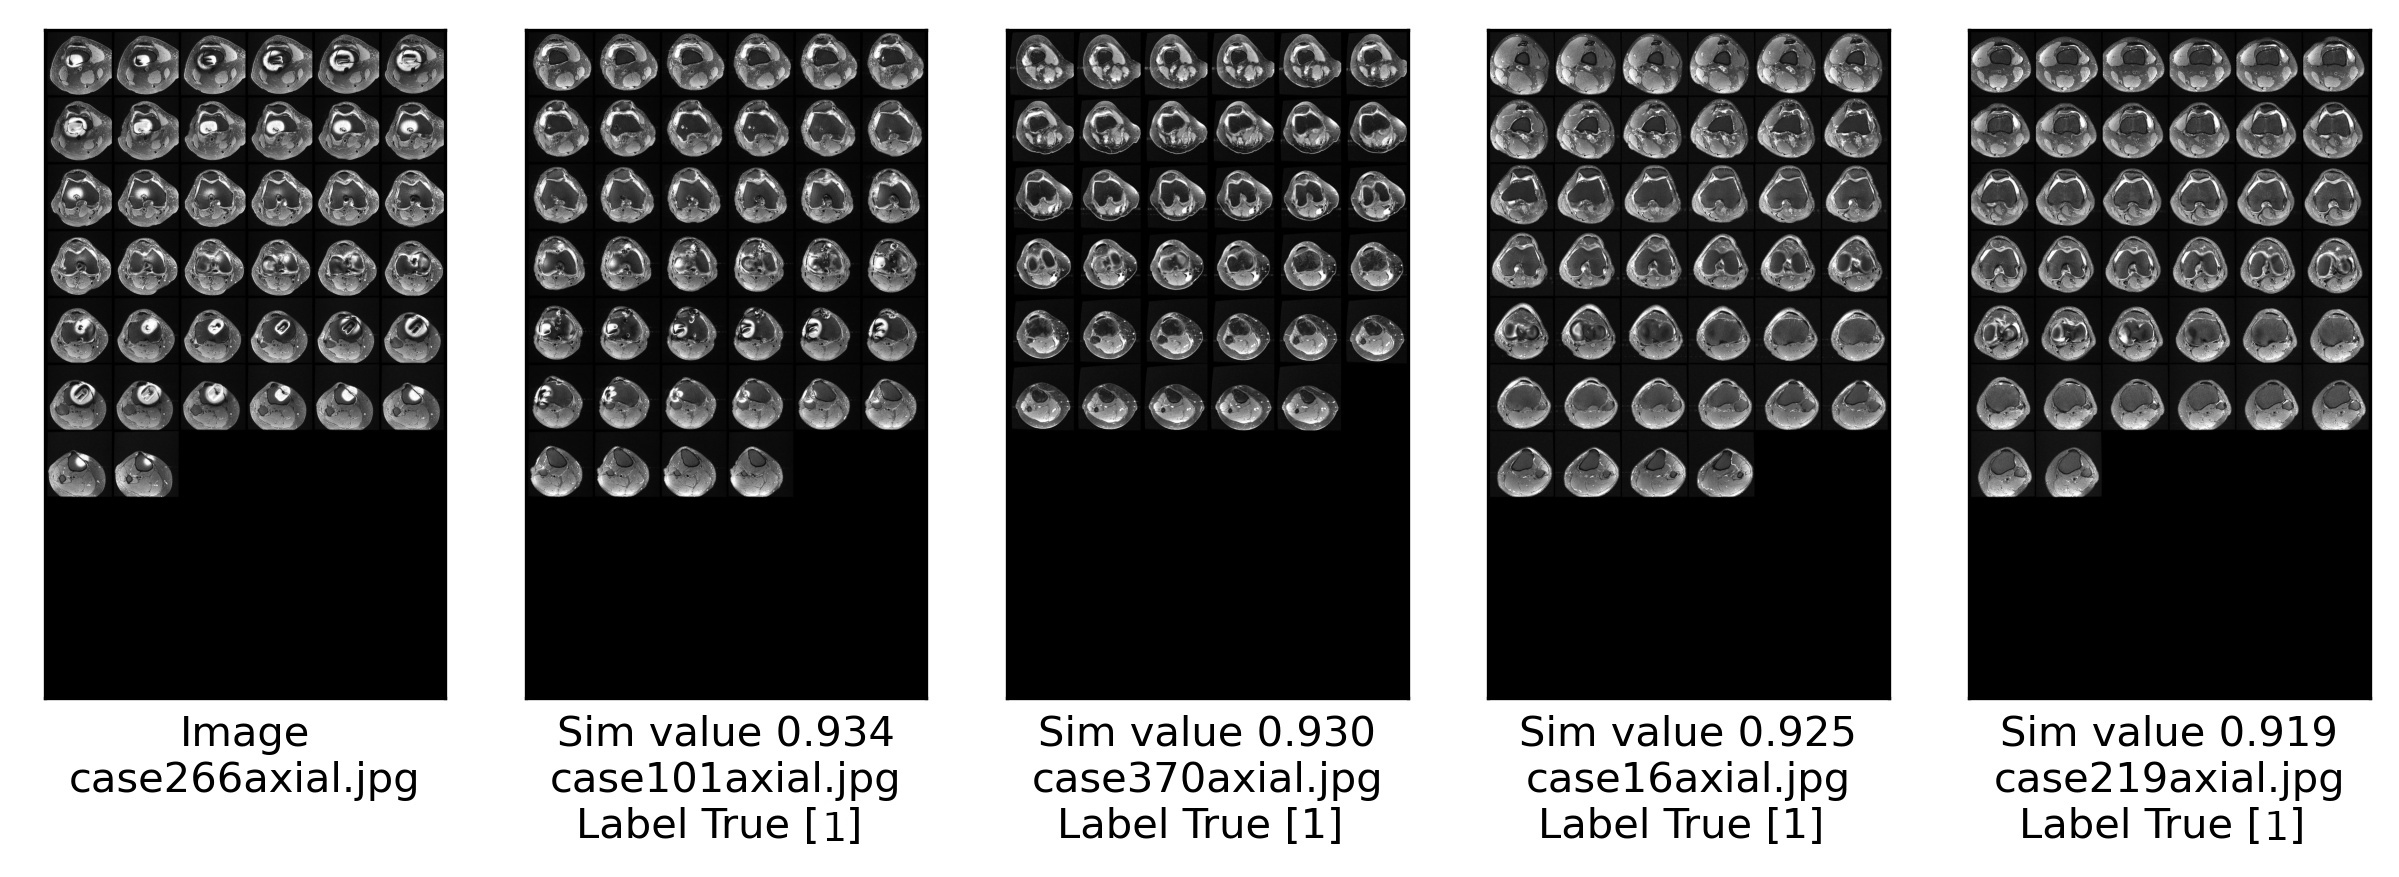 Image
case266axial.jpg
Sim value 0.934
case101axial.jpg
Label True [1]
Sim value 0.930
case370axial.jpg
Label True [1]
Sim value 0.925
case16axial.jpg
Label True [1]
Sim value 0.919
case219axial.jpg
Label True [1]